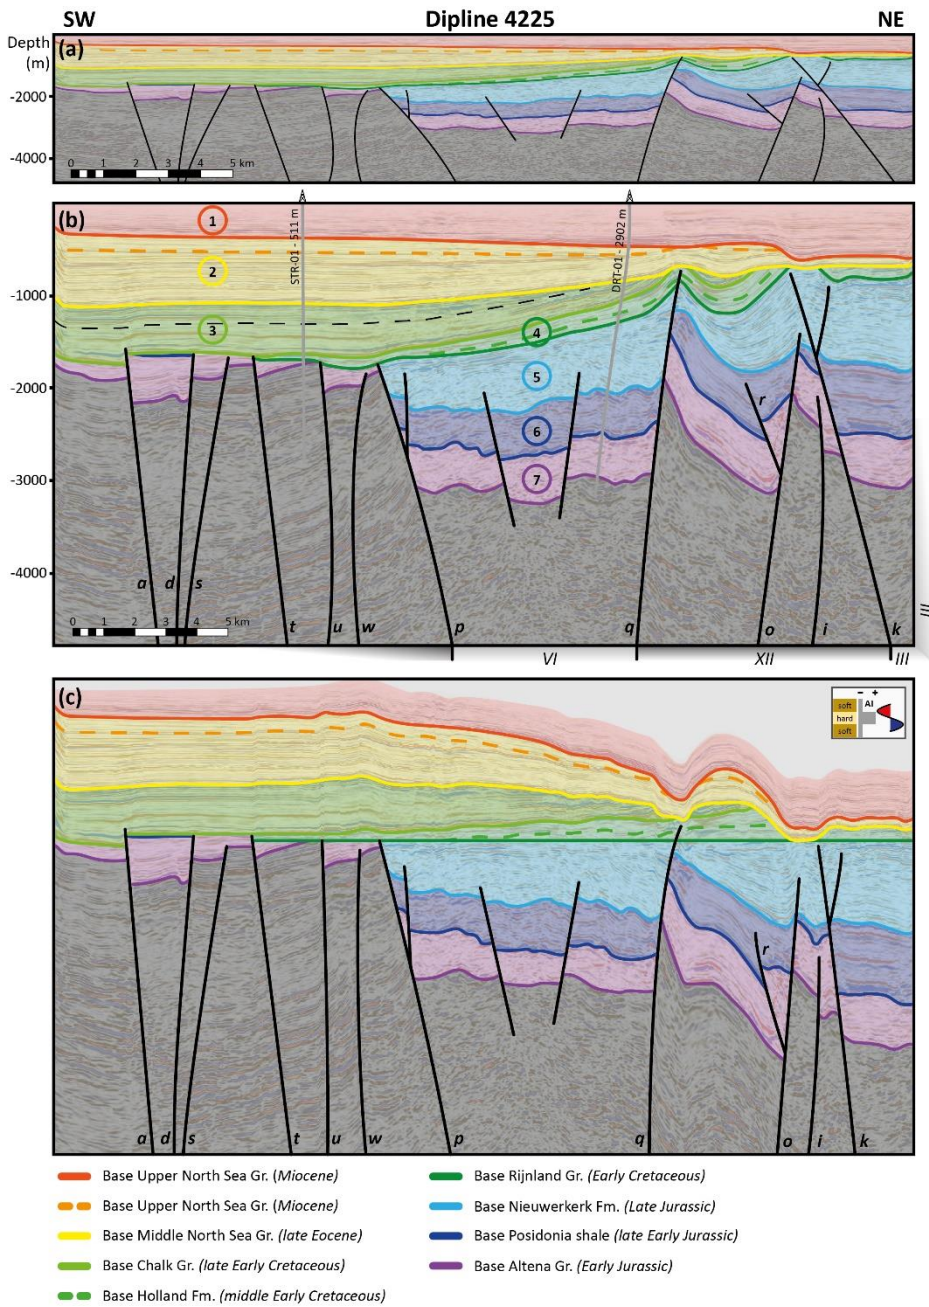 SW Dipline 4225 NE
Depth (a)
(m)
-2000
-4000
0 1 2 3 4 5 km
(b)
1
STR-01 - 511 m
DRT-01 - 2902 m
2
-1000
3
4
5
-2000
r
6
7
-3000
-4000
a d s
0 1 2 3 4 5 km
t u w p q o i k
VI XII III
(c)
- +
soft AI
hard
soft
r
a d s t u w p q o i k
Base Upper North Sea Gr. (Miocene)
Base Upper North Sea Gr. (Miocene)
Base Middle North Sea Gr. (late Eocene)
Base Chalk Gr. (late Early Cretaceous)
Base Holland Fm. (middle Early Cretaceous)
Base Rijnland Gr. (Early Cretaceous)
Base Nieuwerkerk Fm. (Late Jurassic)
Base Posidonia shale (late Early Jurassic)
Base Altena Gr. (Early Jurassic)